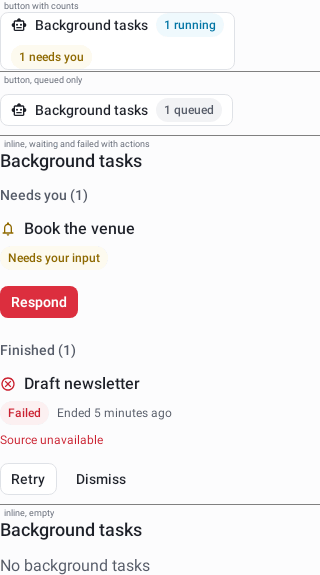 button with counts
Background tasks 1 running
1 needs you
button, queued only
Background tasks 1 queued
inline, waiting and failed with actions
Background tasks
Needs you (1)
Book the venue
Needs your input
Respond
Finished (1)
Draft newsletter
Failed Ended 5 minutes ago
Source unavailable
Retry Dismiss
inline, empty
Background tasks
No background tasks